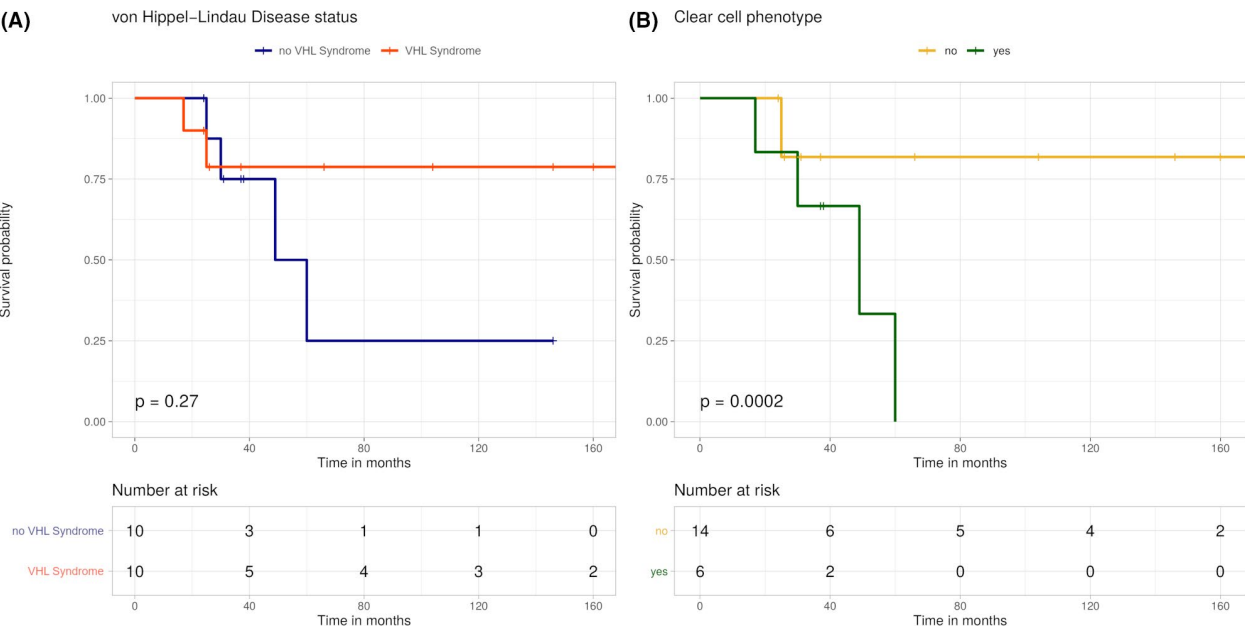 (A)
von Hippel–Lindau Disease status
no VHL Syndrome VHL Syndrome
Survival probability
1.00
0.75
0.50
0.25
0.00
p = 0.27
0 40 80 120 160
Time in months
Number at risk
no VHL Syndrome 10 3 1 1 0
VHL Syndrome 10 5 4 3 2
0 40 80 120 160
Time in months
(B)
Clear cell phenotype
no yes
Survival probability
1.00
0.75
0.50
0.25
0.00
p = 0.0002
0 40 80 120 160
Time in months
Number at risk
no 14 6 5 4 2
yes 6 2 0 0 0
0 40 80 120 160
Time in months